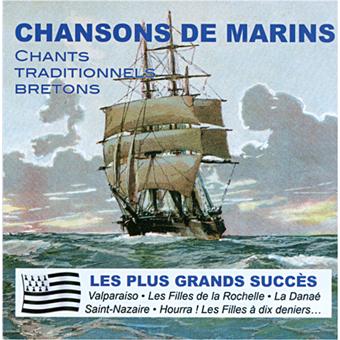 CHANSONS DE MARINS
CHANTS
TRADITIONNELS
BRETONS
LES PLUS GRANDS SUCCÈS
Valparaiso • Les Filles de la Rochelle • La Danaé
Saint-Nazaire • Hourra ! Les Filles à dix deniers...